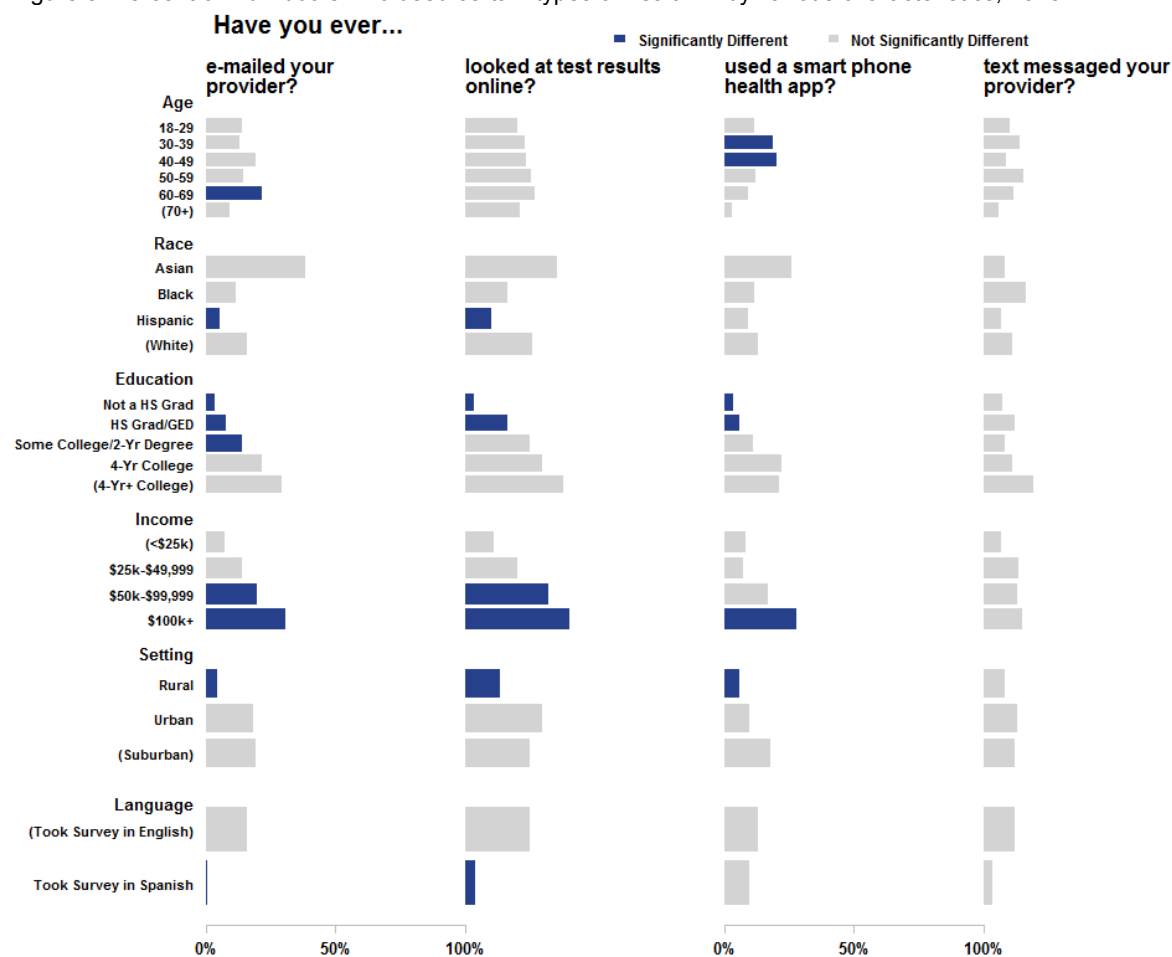 Have you ever...
Significantly Different
Not Significantly Different
e-mailed your
provider?
looked at test results
online?
used a smart phone
health app?
text messaged your
provider?
Age
18-29
30-39
40-49
50-59
60-69
(70+)
Race
Asian
Black
Hispanic
(White)
Education
Not a HS Grad
HS Grad/GED
Some College/2-Yr Degree
4-Yr College
(4-Yr+ College)
Income
(<$25k)
$25k-$49,999
$50k-$99,999
$100k+
Setting
Rural
Urban
(Suburban)
Language
(Took Survey in English)
Took Survey in Spanish
0% 50% 100% 0% 50% 100%